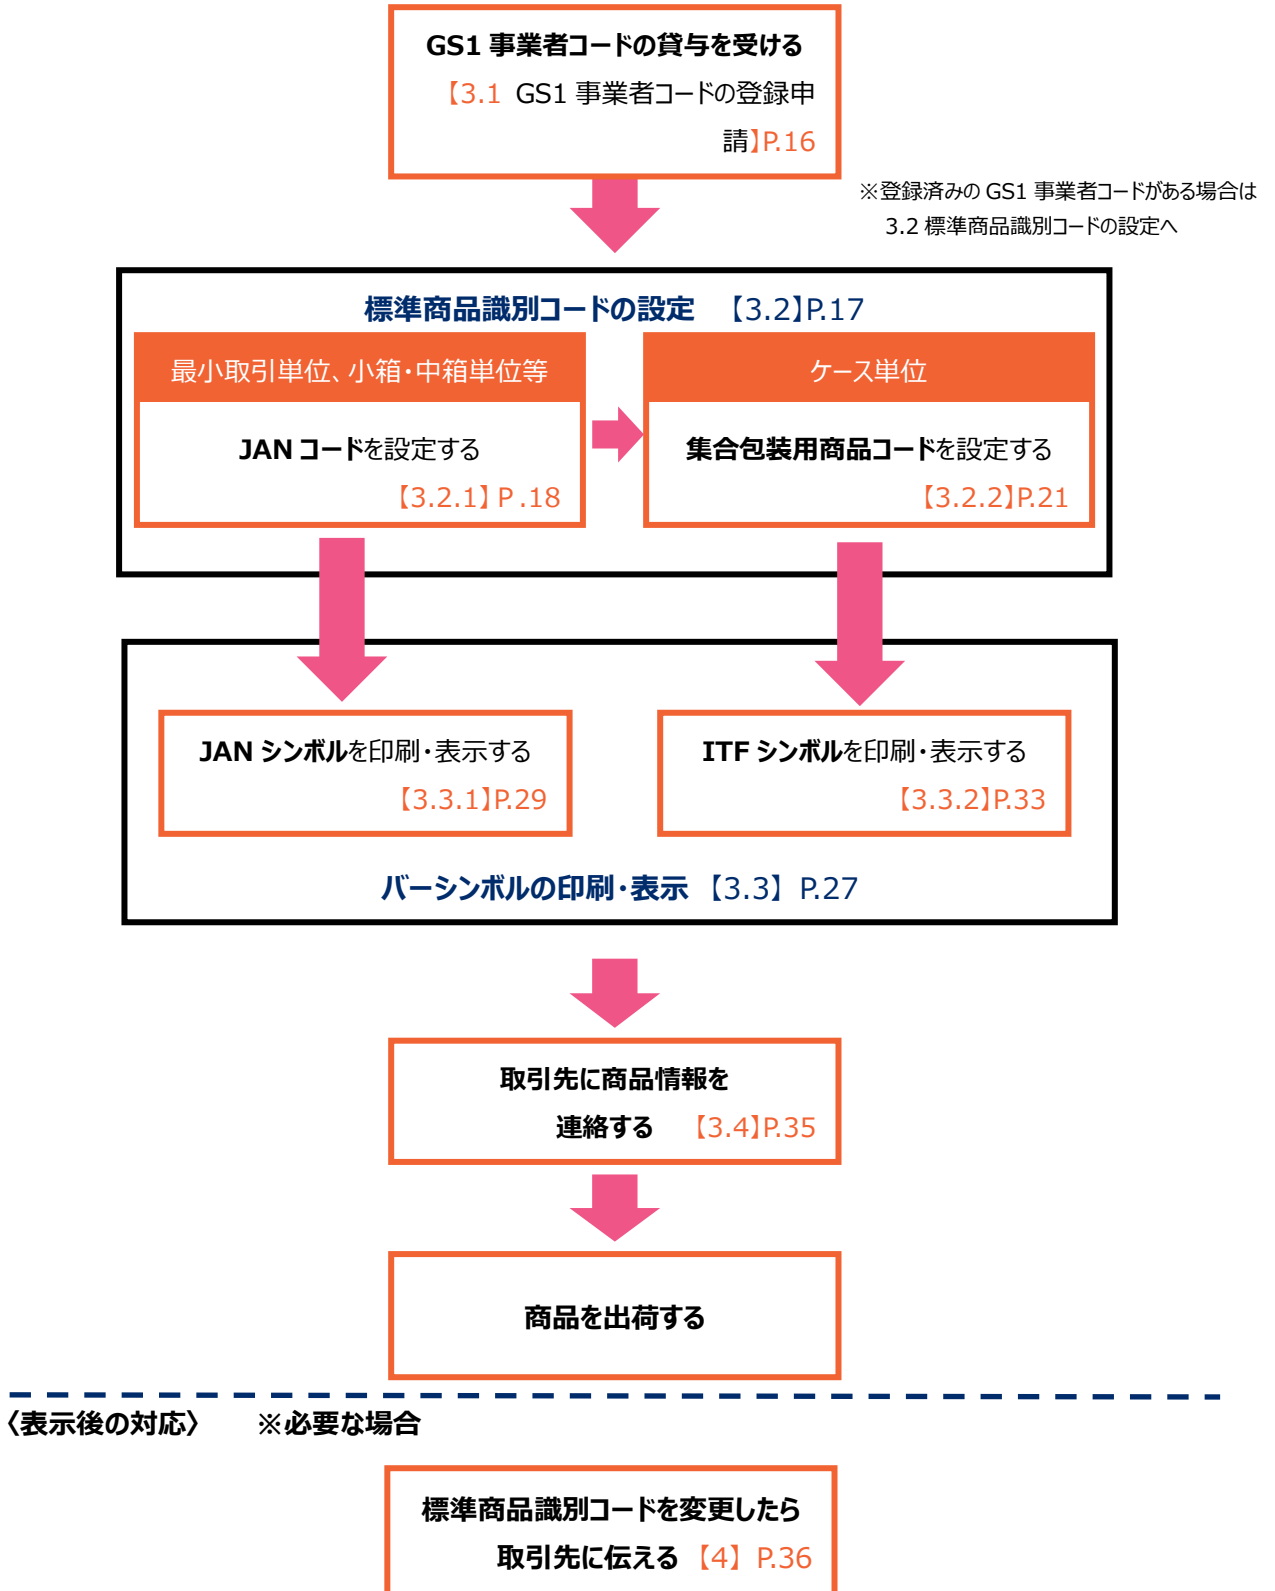 GS1 事業者コードの貸与を受ける
【3.1 GS1 事業者コードの登録申
請】P.16
※登録済みの GS1 事業者コードがある場合は
3.2 標準商品識別コードの設定へ
標準商品識別コードの設定 【3.2】P.17
最小取引単位、小箱・中箱単位等
JAN コードを設定する
【3.2.1】P .18
ケース単位
集合包装用商品コードを設定する
【3.2.2】P.21
JAN シンボルを印刷・表示する
【3.3.1】P.29
ITF シンボルを印刷・表示する
【3.3.2】P.33
バーシンボルの印刷・表示 【3.3】 P.27
取引先に商品情報を
連絡する 【3.4】P.35
商品を出荷する
〈表示後の対応〉 ※必要な場合
標準商品識別コードを変更したら
取引先に伝える 【4】 P.36